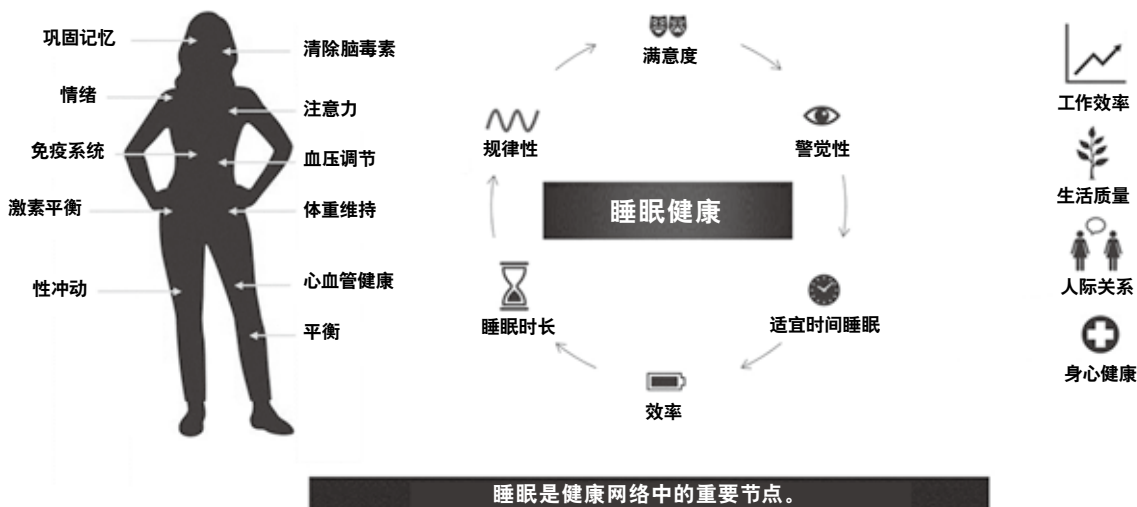 巩固记忆
清除脑毒素
情绪
注意力
免疫系统
血压调节
激素平衡
体重维持
性冲动
心血管健康
平衡
满意度
规律性
警觉性
睡眠健康
睡眠时长
适宜时间睡眠
效率
工作效率
生活质量
人际关系
身心健康
睡眠是健康网络中的重要节点。